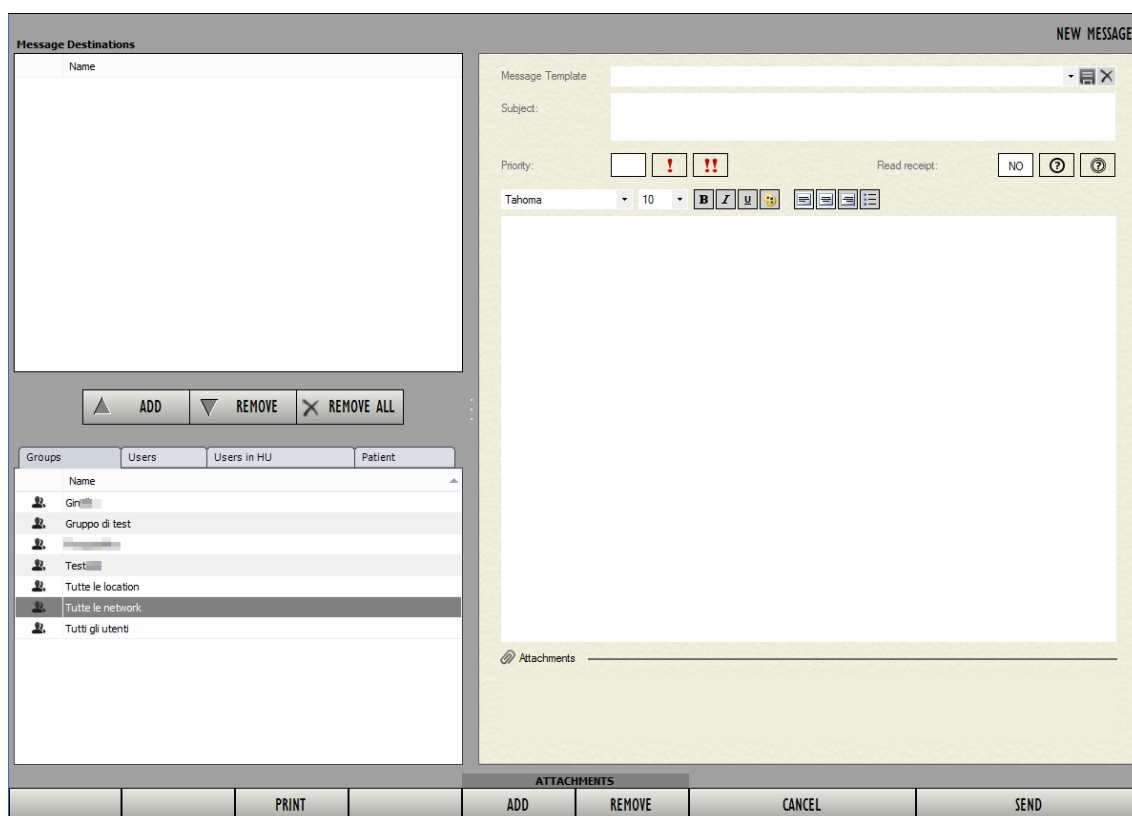 NEW MESSAGE
Message Destinations
Name
ADD
REMOVE
REMOVE ALL
Groups
Users
Users in HU
Patient
Name
Gruppo di test
Test
Tutte le location
Tutte le network
Tutti gli utenti
Message Template
Subject:
Priority:
! !!
Read receipt:
NO ? ?
Tahoma
10
B I U
Attachments
ATTACHMENTS
PRINT
ADD
REMOVE
CANCEL
SEND